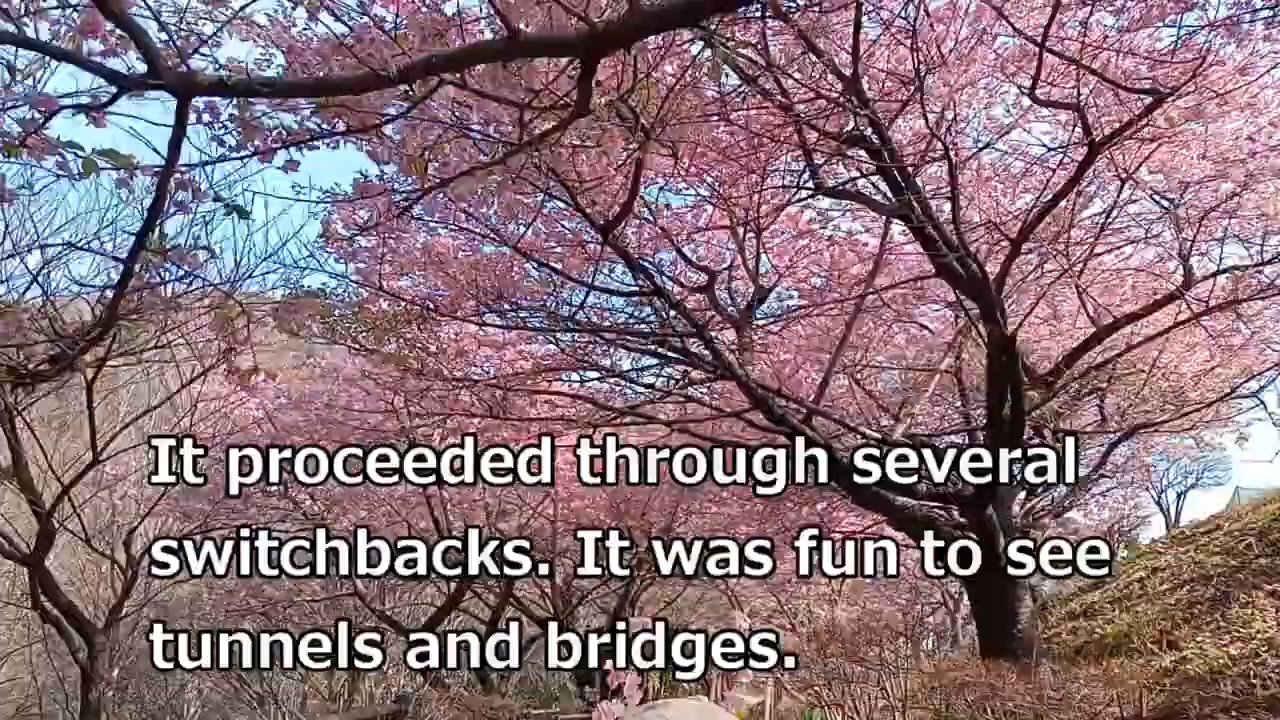 It proceeded through several
switchbacks. It was fun to see
tunnels and bridges.